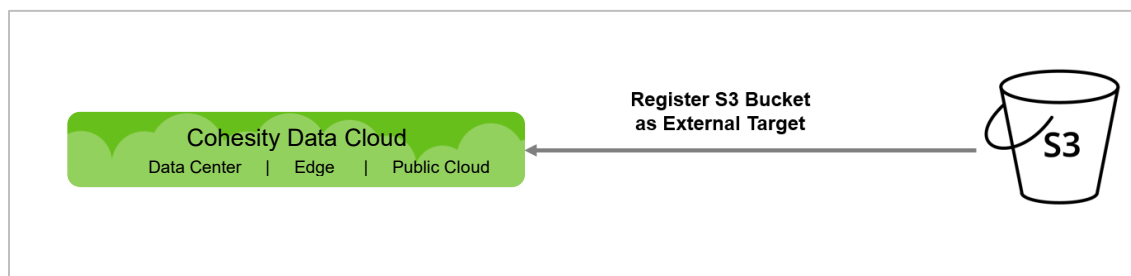 Cohesity Data Cloud
Data Center | Edge | Public Cloud
Register S3 Bucket
as External Target
S3